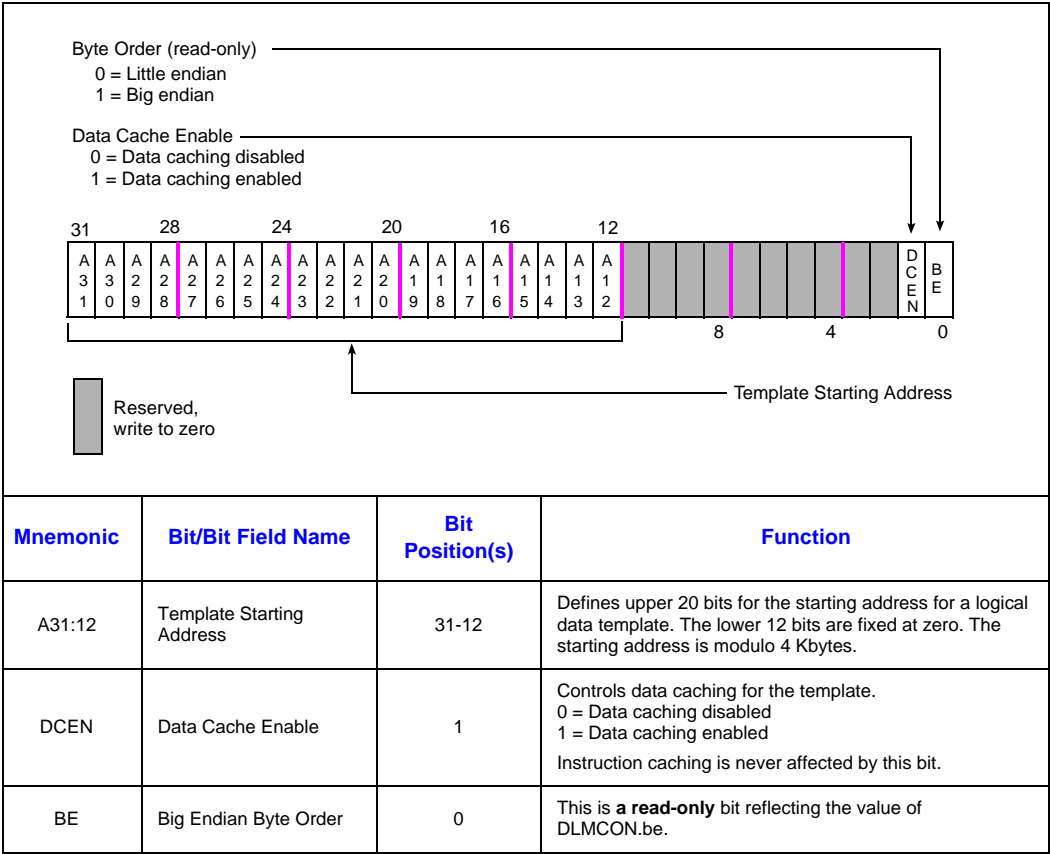 Byte Order (read-only)
0 = Little endian
1 = Big endian
Data Cache Enable
0 = Data caching disabled
1 = Data caching enabled
31 28 24 20 16 12
A31 A30 A29 A28 A27 A26 A25 A24 A23 A22 A21 A20 A19 A18 A17 A16 A15 A14 A13 A12 DCEN BE
8 4 0
Template Starting Address
Reserved,
write to zero
Mnemonic Bit/Bit Field Name Bit Position(s) Function
A31:12 Template Starting Address 31-12 Defines upper 20 bits for the starting address for a logical
data template. The lower 12 bits are fixed at zero. The
starting address is modulo 4 Kbytes.
DCEN Data Cache Enable 1 Controls data caching for the template.
0 = Data caching disabled
1 = Data caching enabled
Instruction caching is never affected by this bit.
BE Big Endian Byte Order 0 This is a read-only bit reflecting the value of
DLMCON.be.